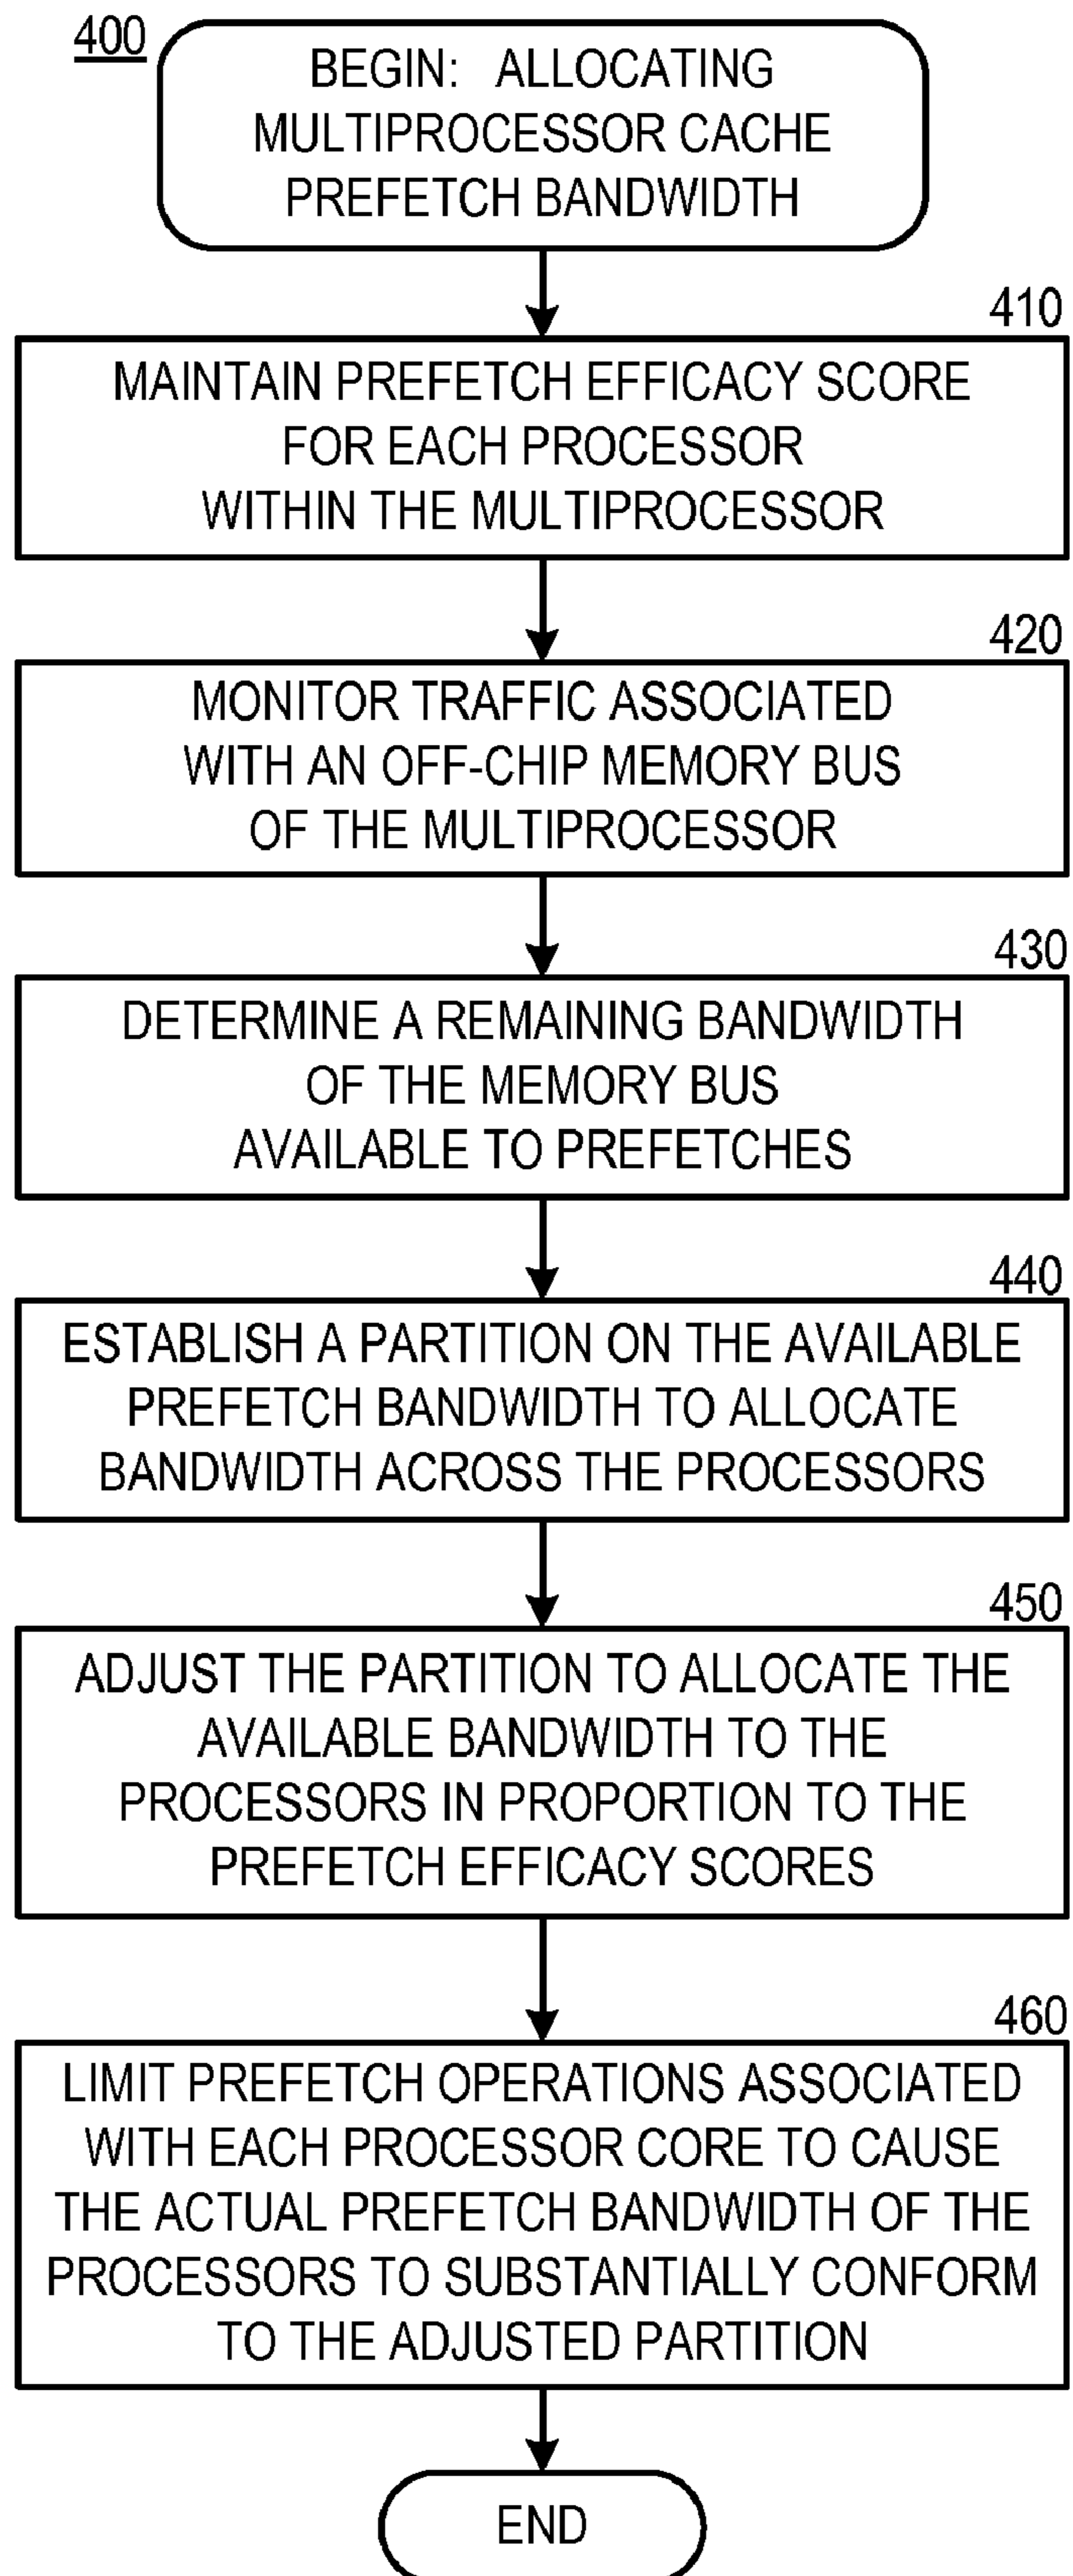 400
BEGIN: ALLOCATING
MULTIPROCESSOR CACHE
PREFETCH BANDWIDTH
410
MAINTAIN PREFETCH EFFICACY SCORE
FOR EACH PROCESSOR
WITHIN THE MULTIPROCESSOR
420
MONITOR TRAFFIC ASSOCIATED
WITH AN OFF-CHIP MEMORY BUS
OF THE MULTIPROCESSOR
430
DETERMINE A REMAINING BANDWIDTH
OF THE MEMORY BUS
AVAILABLE TO PREFETCHES
440
ESTABLISH A PARTITION ON THE AVAILABLE
PREFETCH BANDWIDTH TO ALLOCATE
BANDWIDTH ACROSS THE PROCESSORS
450
ADJUST THE PARTITION TO ALLOCATE THE
AVAILABLE BANDWIDTH TO THE
PROCESSORS IN PROPORTION TO THE
PREFETCH EFFICACY SCORES
460
LIMIT PREFETCH OPERATIONS ASSOCIATED
WITH EACH PROCESSOR CORE TO CAUSE
THE ACTUAL PREFETCH BANDWIDTH OF THE
PROCESSORS TO SUBSTANTIALLY CONFORM
TO THE ADJUSTED PARTITION
END